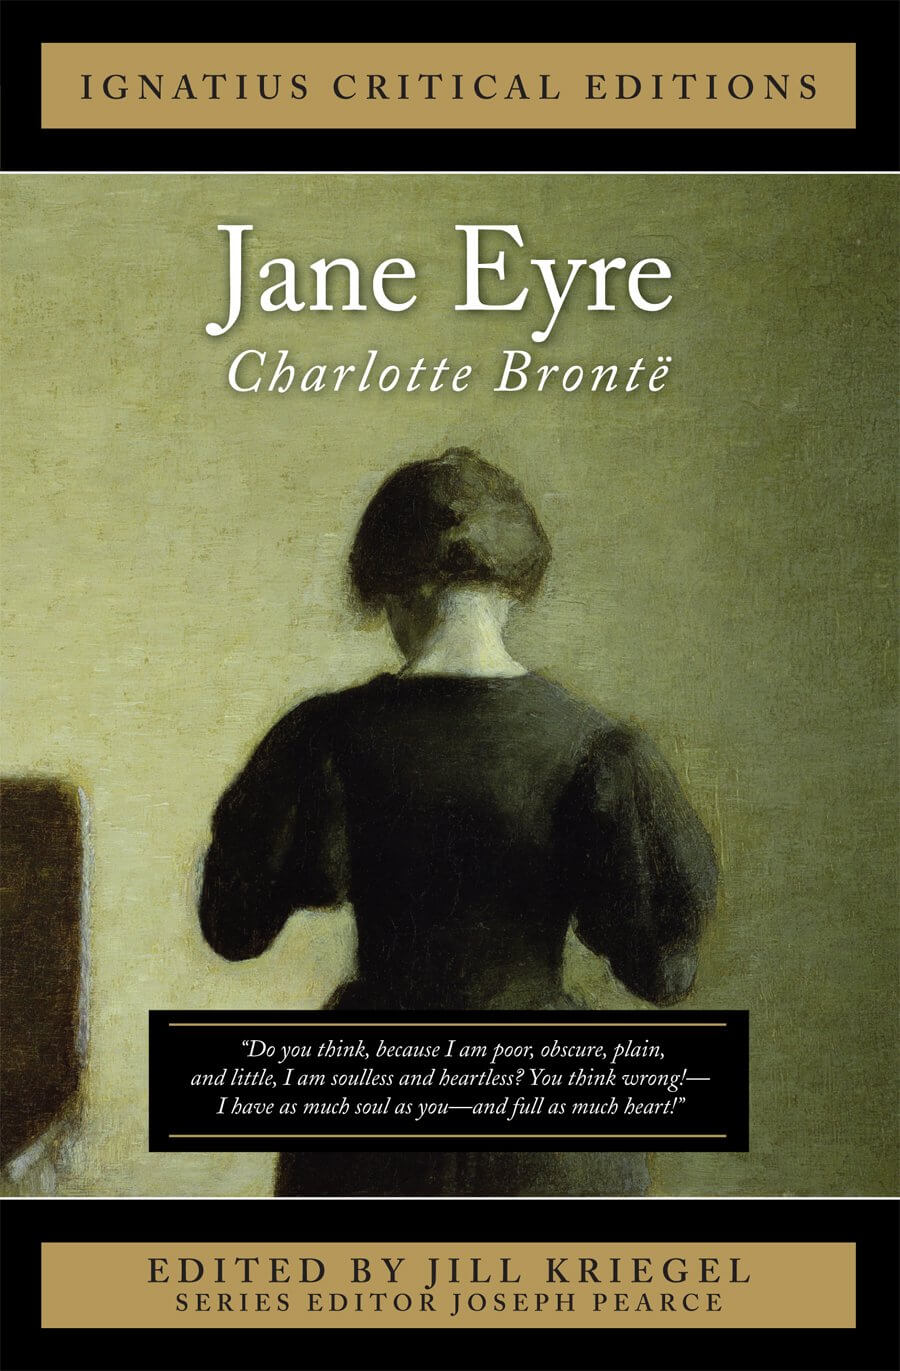 IGNATIUS CRITICAL EDITIONS
Jane Eyre
Charlotte Brontë
“Do you think, because I am poor, obscure, plain,
and little, I am soulless and heartless? You think wrong!—
I have as much soul as you—and full as much heart!”
EDITED BY JILL KRIEGEL
SERIES EDITOR JOSEPH PEARCE